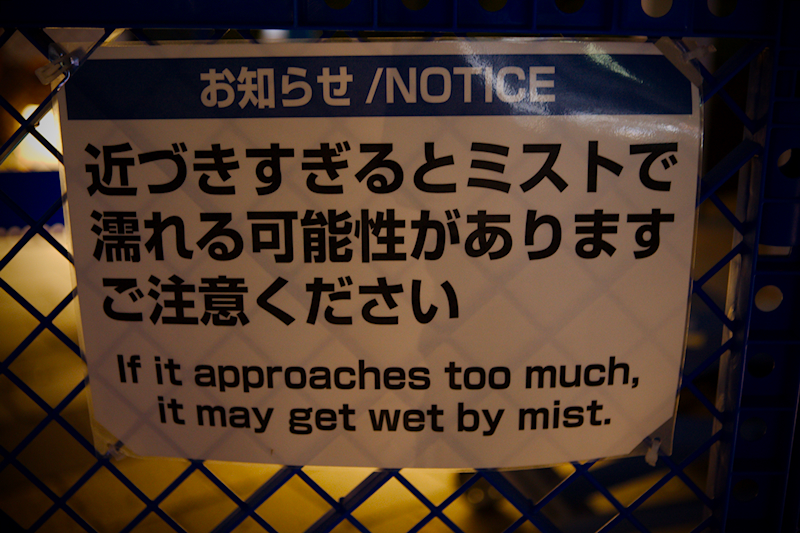 お知らせ/NOTICE
近づきすぎるとミストで
濡れる可能性があります
ご注意ください
If it approaches too much,
it may get wet by mist.